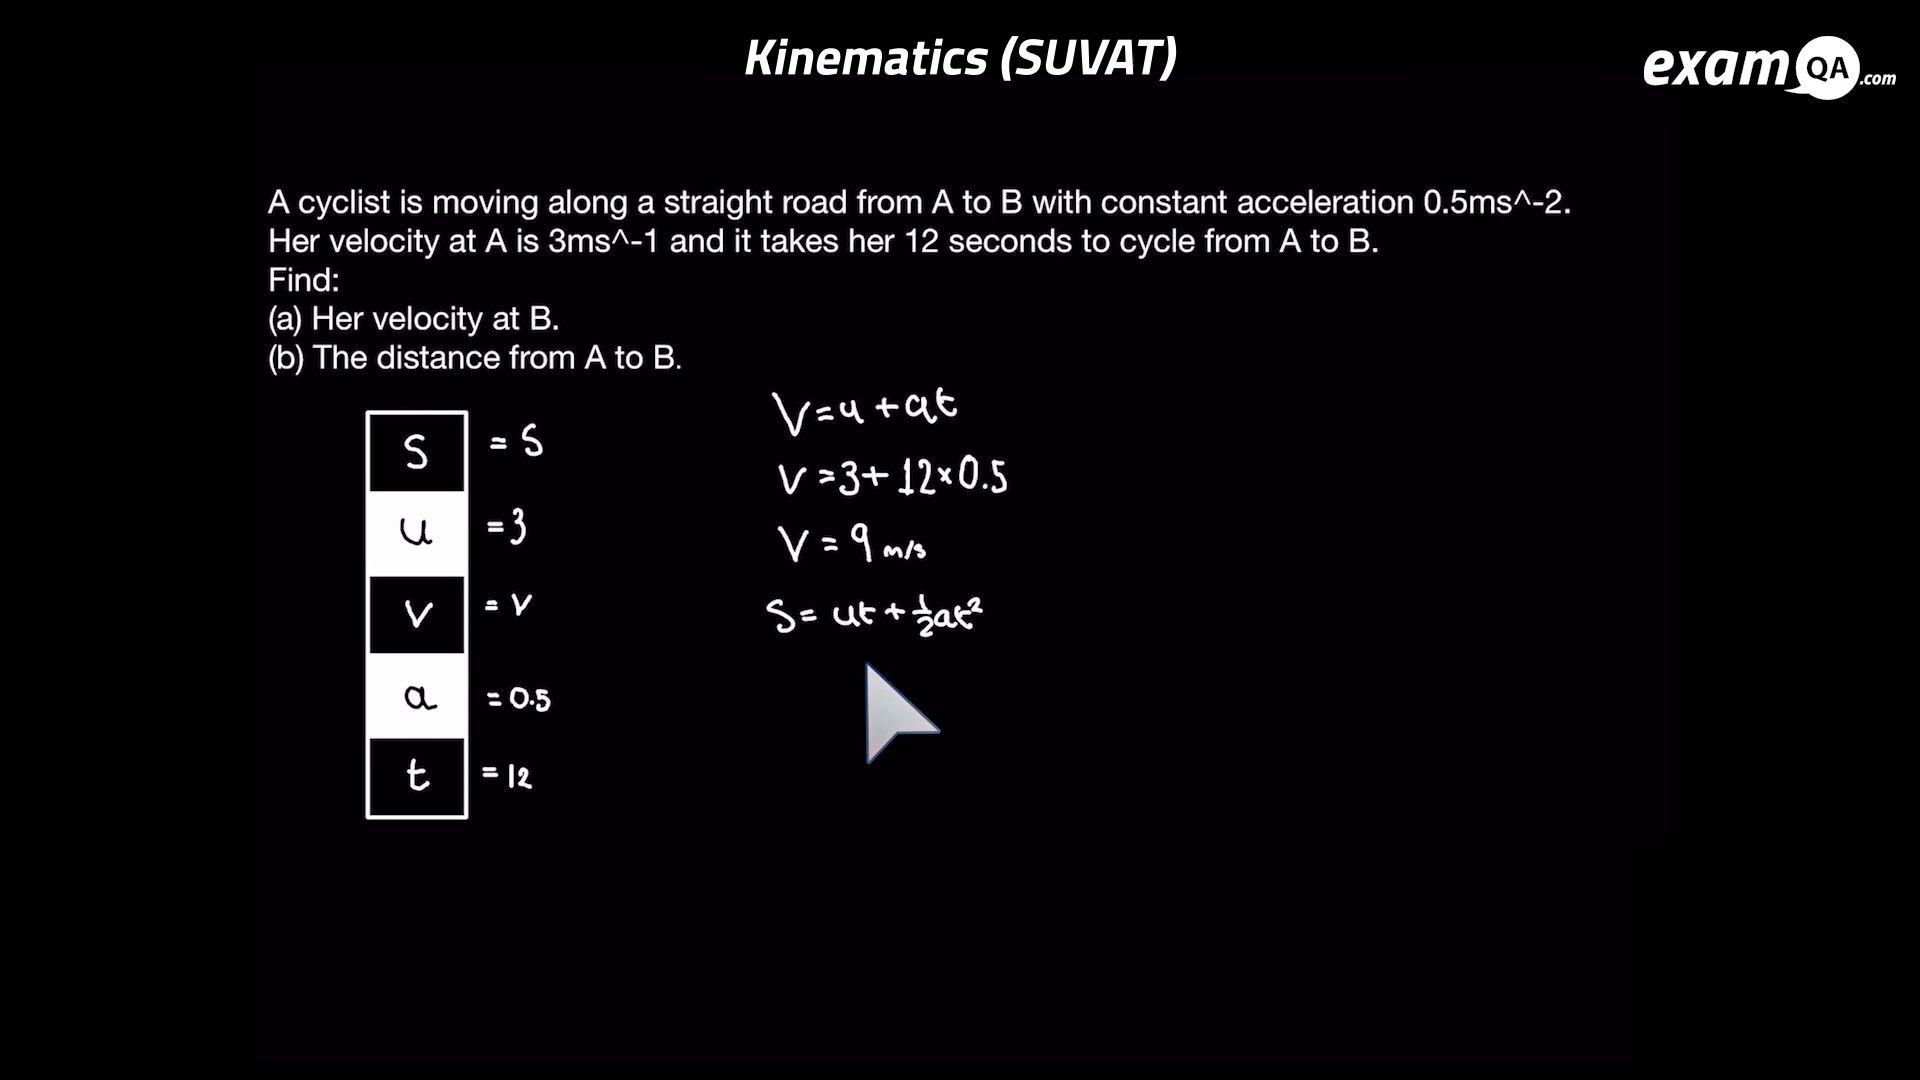 Kinematics (SUVAT)
examQA.com
A cyclist is moving along a straight road from A to B with constant acceleration 0.5ms^-2.
Her velocity at A is 3ms^-1 and it takes her 12 seconds to cycle from A to B.
Find:
(a) Her velocity at B.
(b) The distance from A to B.
S = S
u = 3
v = v
a = 0.5
t = 12
V = u + at
V = 3 + 12 × 0.5
V = 9 m/s
S = ut + ½at²